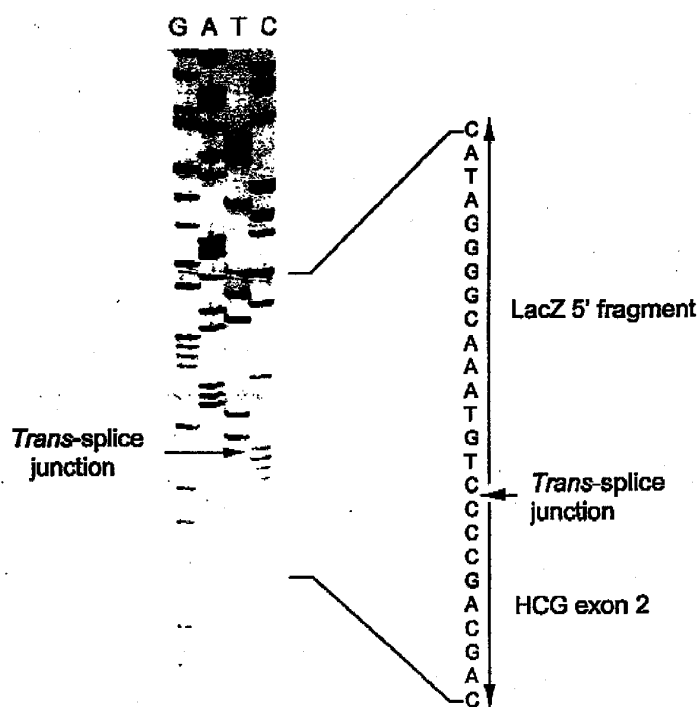 G A T C
Trans-splice
junction
C
A
T
A
G
G
G
G
C
A
A
A
T
G
T
C
C
C
C
G
A
C
G
A
C
LacZ 5' fragment
Trans-splice
junction
HCG exon 2